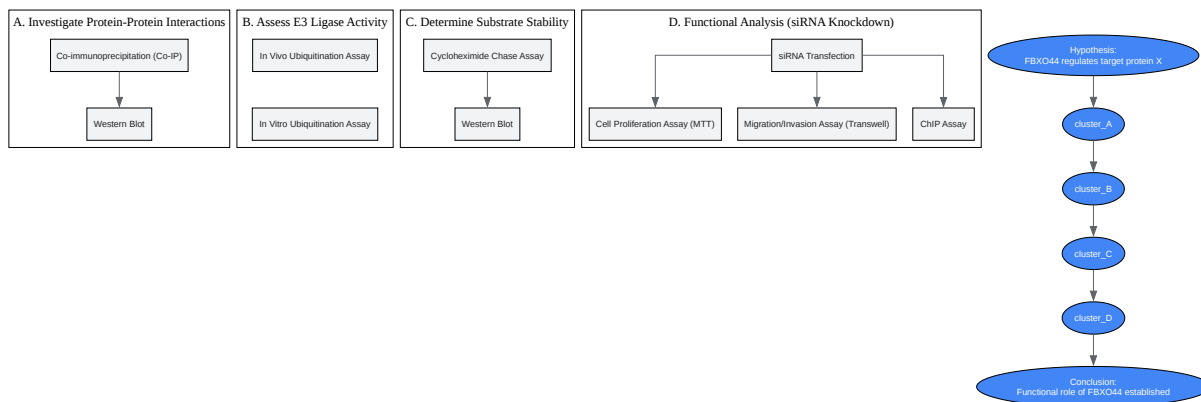 A. Investigate Protein-Protein Interactions
Co-immunoprecipitation (Co-IP)
Western Blot
B. Assess E3 Ligase Activity
In Vivo Ubiquitination Assay
In Vitro Ubiquitination Assay
C. Determine Substrate Stability
Cycloheximide Chase Assay
Western Blot
D. Functional Analysis (siRNA Knockdown)
siRNA Transfection
Cell Proliferation Assay (MTT)
Migration/Invasion Assay (Transwell)
ChIP Assay
Hypothesis:
FBXO44 regulates target protein X
cluster_A
cluster_B
cluster_C
cluster_D
Conclusion:
Functional role of FBXO44 established